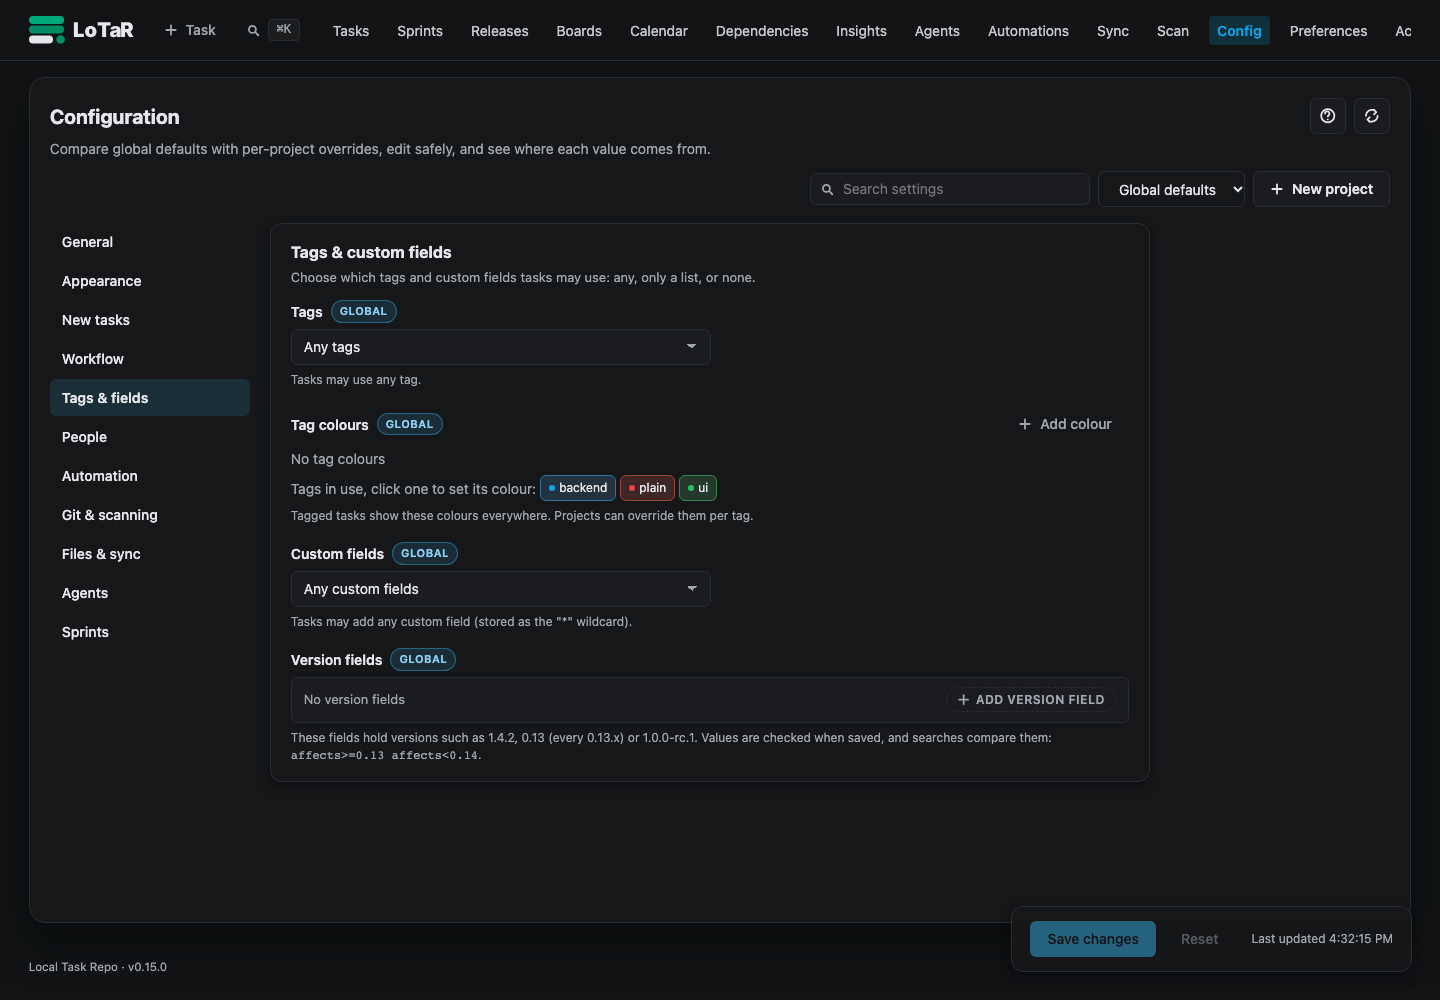 LoTaR
+ Task
⌘K
Tasks
Sprints
Releases
Boards
Calendar
Dependencies
Insights
Agents
Automations
Sync
Scan
Config
Preferences
Ac
Configuration
Compare global defaults with per-project overrides, edit safely, and see where each value comes from.
Search settings
Global defaults
+ New project
General
Appearance
New tasks
Workflow
Tags & fields
People
Automation
Git & scanning
Files & sync
Agents
Sprints
Tags & custom fields
Choose which tags and custom fields tasks may use: any, only a list, or none.
Tags GLOBAL
Any tags
Tasks may use any tag.
Tag colours GLOBAL
+ Add colour
No tag colours
Tags in use, click one to set its colour: backend plain ui
Tagged tasks show these colours everywhere. Projects can override them per tag.
Custom fields GLOBAL
Any custom fields
Tasks may add any custom field (stored as the "*" wildcard).
Version fields GLOBAL
No version fields
+ ADD VERSION FIELD
These fields hold versions such as 1.4.2, 0.13 (every 0.13.x) or 1.0.0-rc.1. Values are checked when saved, and searches compare them:
affects>=0.13 affects<0.14.
Save changes
Reset
Last updated 4:32:15 PM
Local Task Repo · v0.15.0